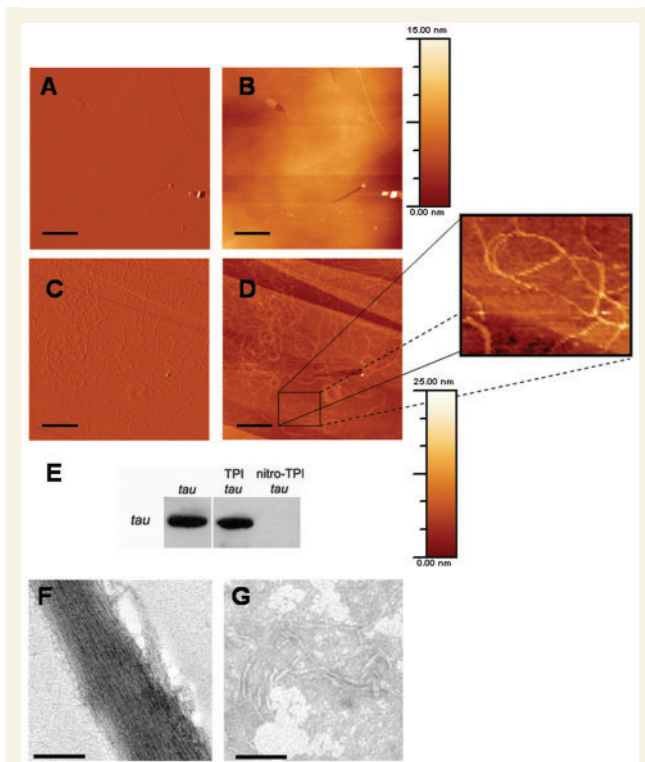 15.00 nm
A
B
0.00 nm
C
D
25.00 nm
E
TPI nitro-TPI
tau tau tau
tau
0.00 nm
F
G